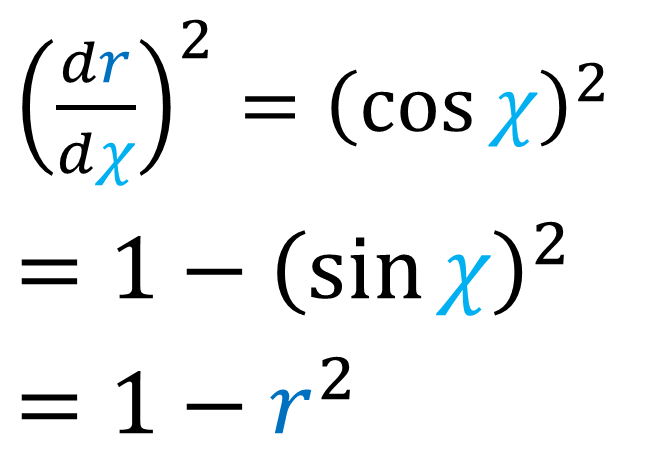 (dr/dχ)² = (cos χ)²
= 1 − (sin χ)²
= 1 − r²